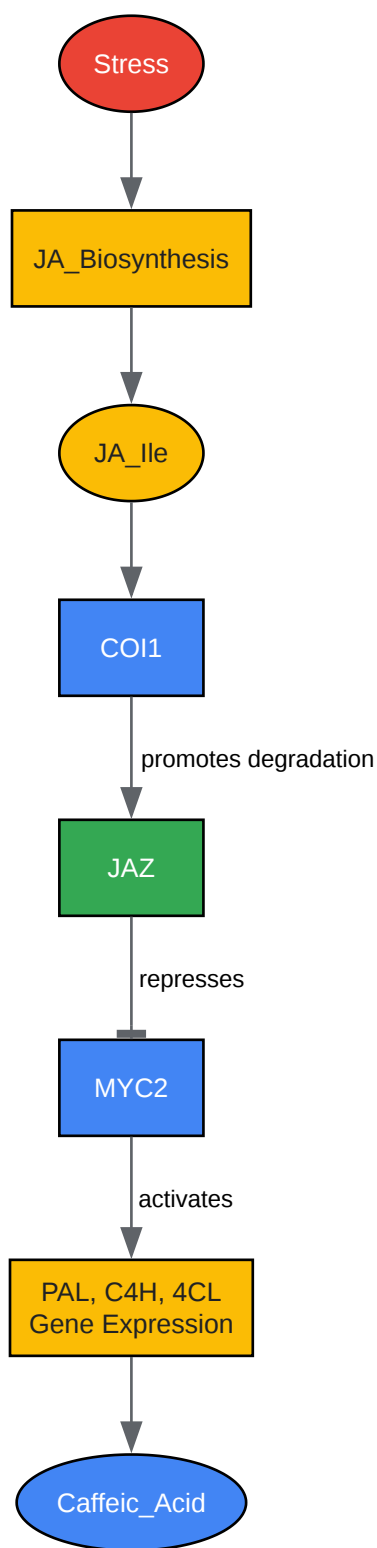 Stress
JA_Biosynthesis
JA_Ile
COI1
promotes degradation
JAZ
represses
MYC2
activates
PAL, C4H, 4CL
Gene Expression
Caffeic_Acid